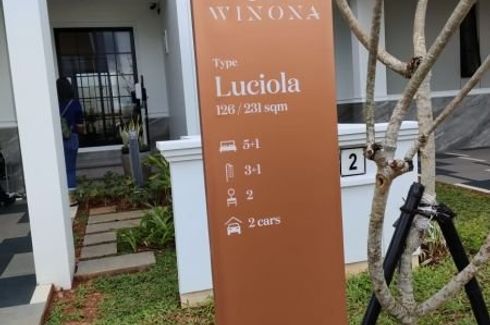 WINONA
Type
Luciola
126 / 231 sqm
5+1
3+1
2
2 cars
2